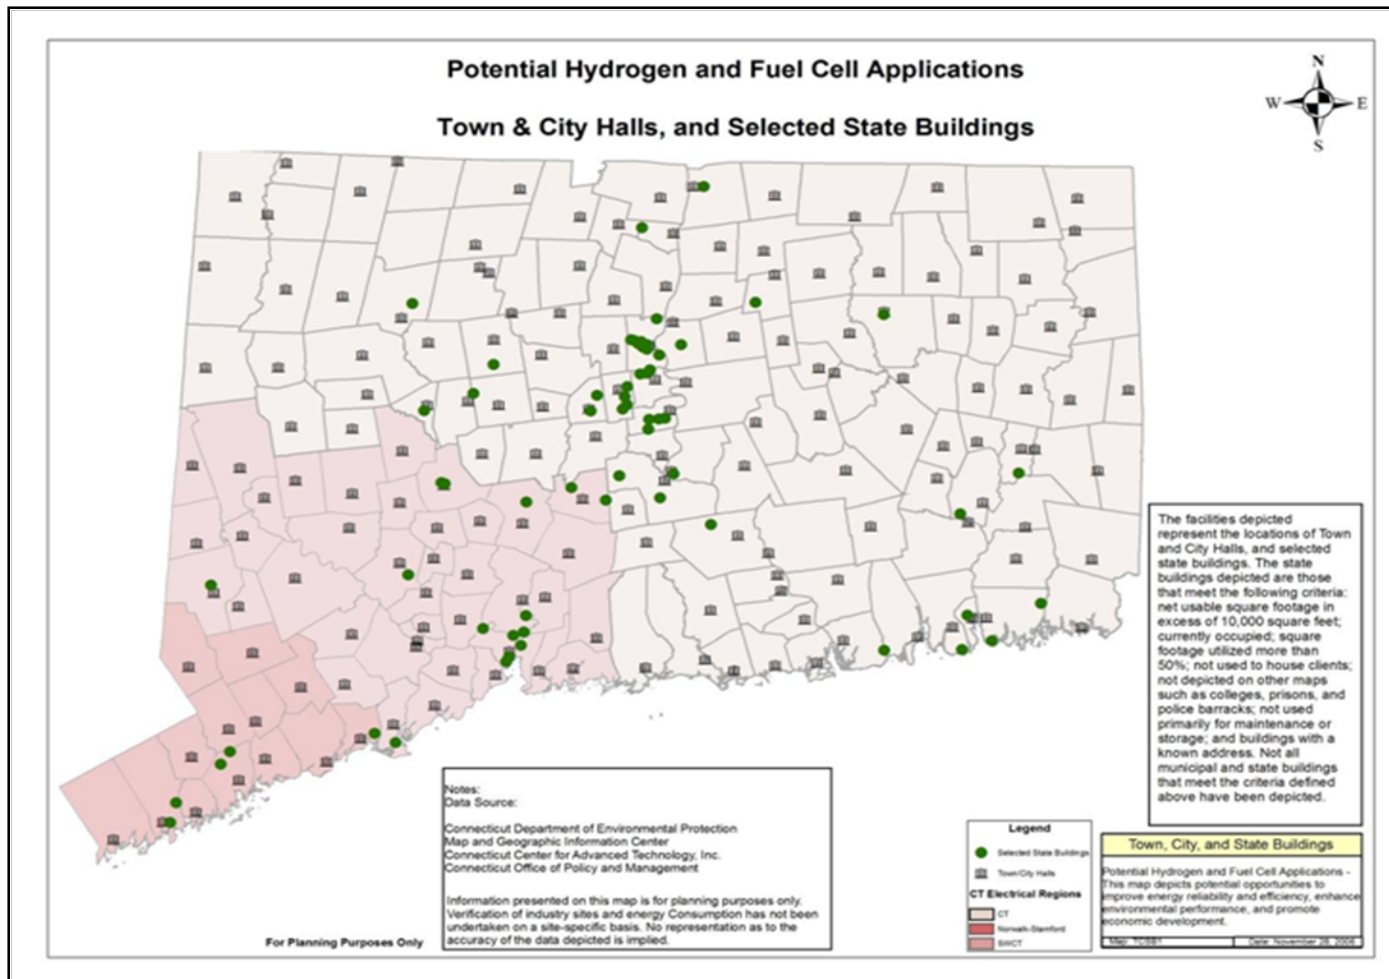 Potential Hydrogen and Fuel Cell Applications
Town & City Halls, and Selected State Buildings
N
W E
S
The facilities depicted
represent the locations of Town
and City Halls, and selected
state buildings. The state
buildings depicted are those
that meet the following criteria:
net usable square footage in
excess of 10,000 square feet;
currently occupied; square
footage utilized more than
50%; not used to house clients;
not depicted on other maps
such as colleges, prisons, and
police barracks; not used
primarily for maintenance or
storage; and buildings with a
known address. Not all
municipal and state buildings
that meet the criteria defined
above have been depicted.
Notes:
Data Source:
Connecticut Department of Environmental Protection
Map and Geographic Information Center
Connecticut Center for Advanced Technology, Inc.
Connecticut Office of Policy and Management
Information presented on this map is for planning purposes only.
Verification of industry sites and energy Consumption has not been
undertaken on a site-specific basis. No representation as to the
accuracy of the data depicted is implied.
For Planning Purposes Only
Legend
Selected State Buildings
Town/City Halls
CT Electrical Regions
CT
Norwalk-Stamford
SWCT
Town, City, and State Buildings
Potential Hydrogen and Fuel Cell Applications -
This map depicts potential opportunities to
improve energy reliability and efficiency, enhance
environmental performance, and promote
economic development.
Map: TCSB1 Date: November 28, 2006